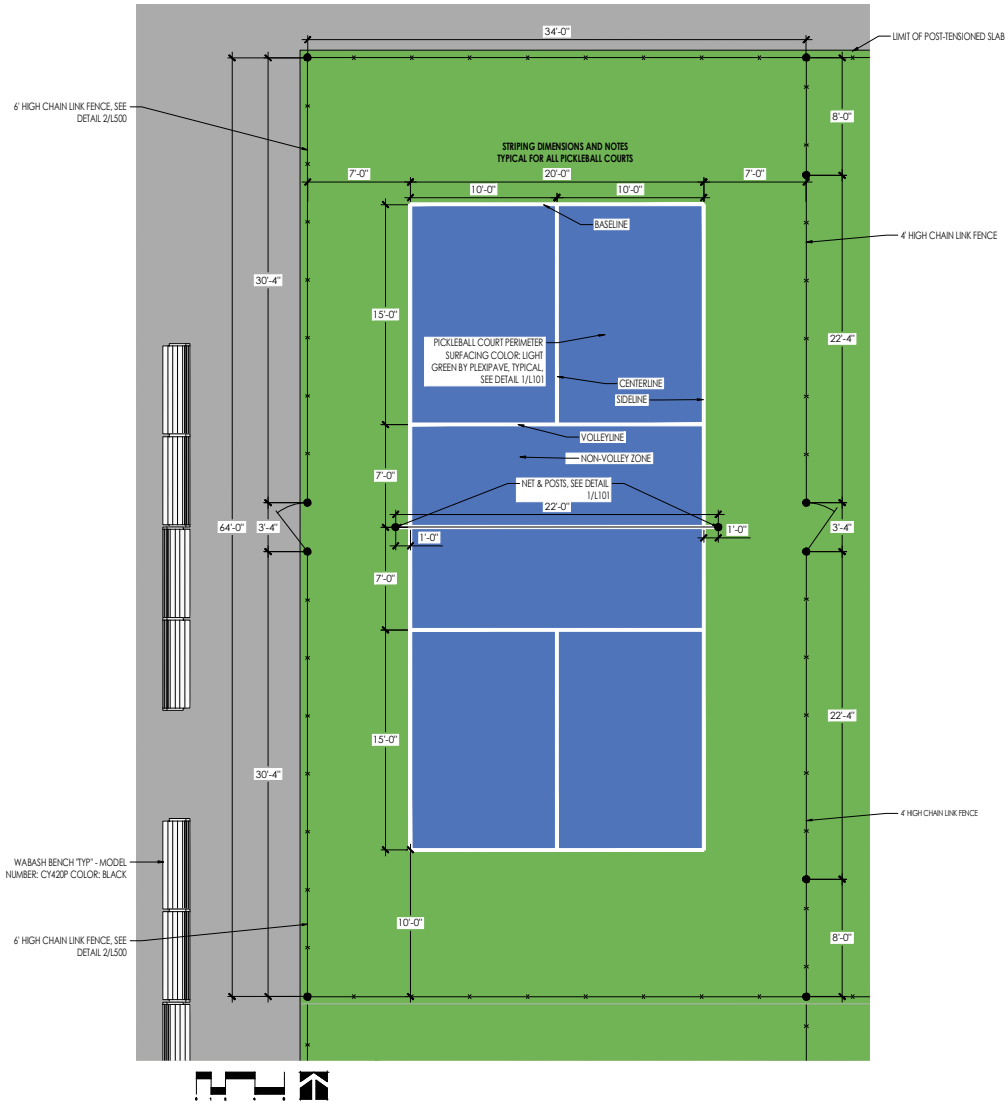 34'-0"
LIMIT OF POST-TENSIONED SLAB
6' HIGH CHAIN LINK FENCE, SEE
DETAIL 2/L500
8'-0"
STRIPING DIMENSIONS AND NOTES
TYPICAL FOR ALL PICKLEBALL COURTS
7'-0"
20'-0"
7'-0"
10'-0"
10'-0"
BASELINE
4' HIGH CHAIN LINK FENCE
30'-4"
15'-0"
22'-4"
PICKLEBALL COURT PERIMETER
SURFACING COLOR: LIGHT
GREEN BY PLEXIPAVE, TYPICAL,
SEE DETAIL 1/L101
CENTERLINE
SIDELINE
VOLLEYLINE
NON-VOLLEY ZONE
7'-0"
NET & POSTS, SEE DETAIL
1/L101
22'-0"
64'-0"
3'-4"
1'-0"
1'-0"
3'-4"
7'-0"
22'-4"
15'-0"
30'-4"
4' HIGH CHAIN LINK FENCE
WABASH BENCH "TYP" - MODEL
NUMBER: CY420P COLOR: BLACK
10'-0"
6' HIGH CHAIN LINK FENCE, SEE
DETAIL 2/L500
8'-0"